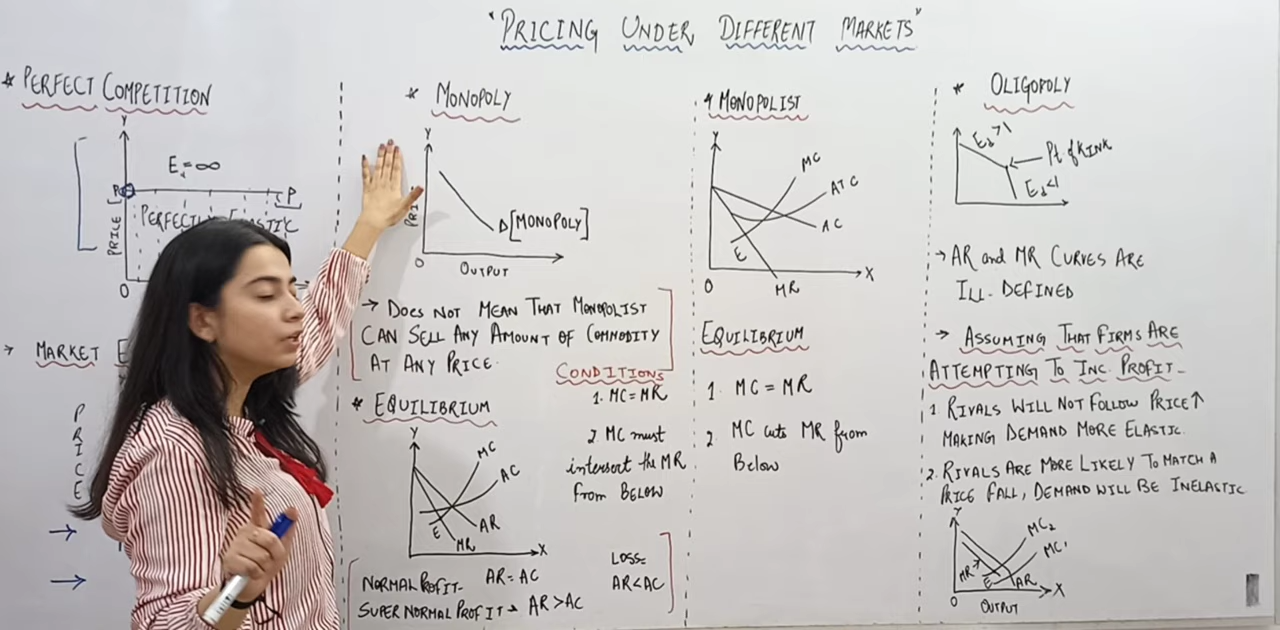 "PRICING UNDER DIFFERENT MARKETS"
* PERFECT COMPETITION
Y
Ed=∞
P
P
PRICE
PERFECTLY ELASTIC
O
MARKET
PRICE
* MONOPOLY
Y
D[MONOPOLY]
O
OUTPUT
→ DOES NOT MEAN THAT MONOPOLIST
CAN SELL ANY AMOUNT OF COMMODITY
AT ANY PRICE.
* EQUILIBRIUM
Y
MC
AC
AR
E
MR
X
CONDITIONS
1. MC=MR
2. MC must
intersect the MR
from BELOW
NORMAL PROFIT- AR=AC
SUPER NORMAL PROFIT→ AR>AC
LOSS=
AR<AC
* MONOPOLIST
Y
MC
ATC
AC
E
O
MR
X
EQUILIBRIUM
1. MC=MR
2. MC cuts MR from
Below
* OLIGOPOLY
Ed>1
Pt of KINK
Ed<1
→ AR and MR CURVES ARE
ILL-DEFINED
→ ASSUMING THAT FIRMS ARE
ATTEMPTING TO INC. PROFIT-
1. RIVALS WILL NOT FOLLOW PRICE↑
MAKING DEMAND MORE ELASTIC.
2. RIVALS ARE MORE LIKELY TO MATCH A
PRICE FALL, DEMAND WILL BE INELASTIC
Y
MC2
MC1
MR
E
AR
X
O
OUTPUT